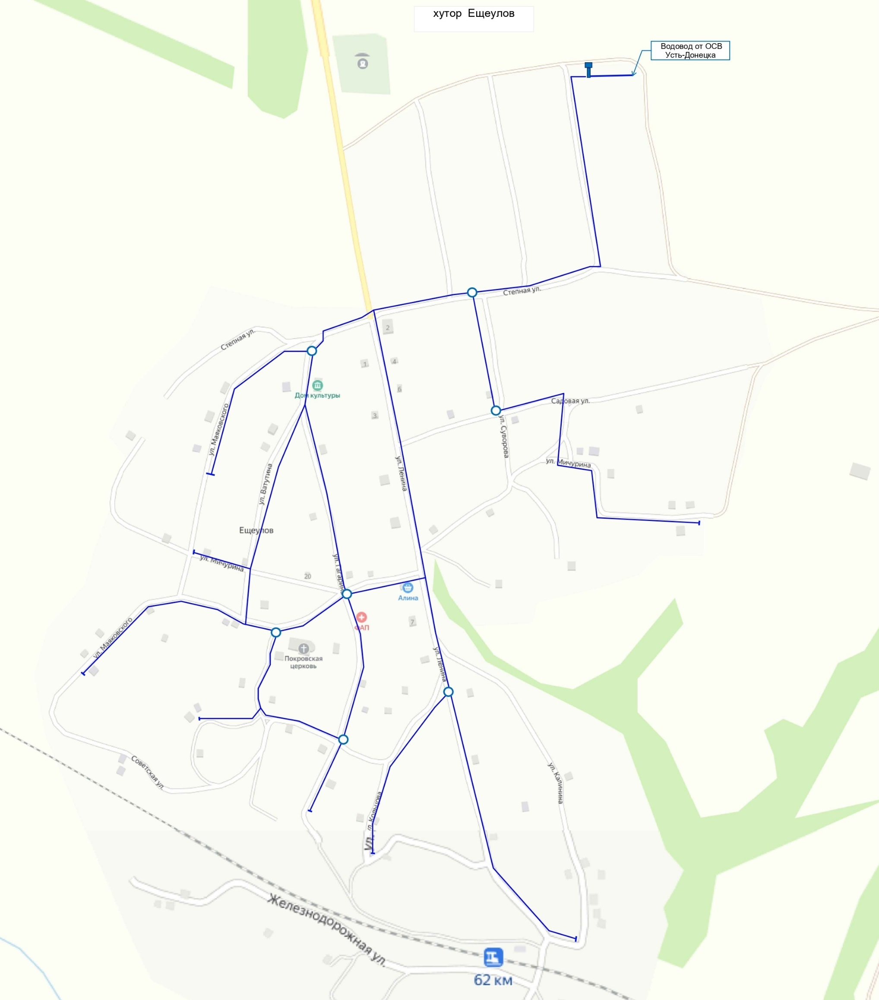 хутор Ещеулов
Водовод от ОСВ
Усть-Донецка
Степная ул.
2
Степная ул.
1
4
6
Дом культуры
Садовая ул.
3
ул. Маяковского
ул. Суворова
ул. Мичурина
ул. Ленина
ул. Ватутина
Ещеулов
ул. Мичурина
20
ул. Гагарина
Алина
ФАП
7
ул. Маяковского
Покровская
церковь
ул. Ленина
Советская ул.
ул. Калинина
л. Кольцова
ул.
Железнодорожная ул.
62 км